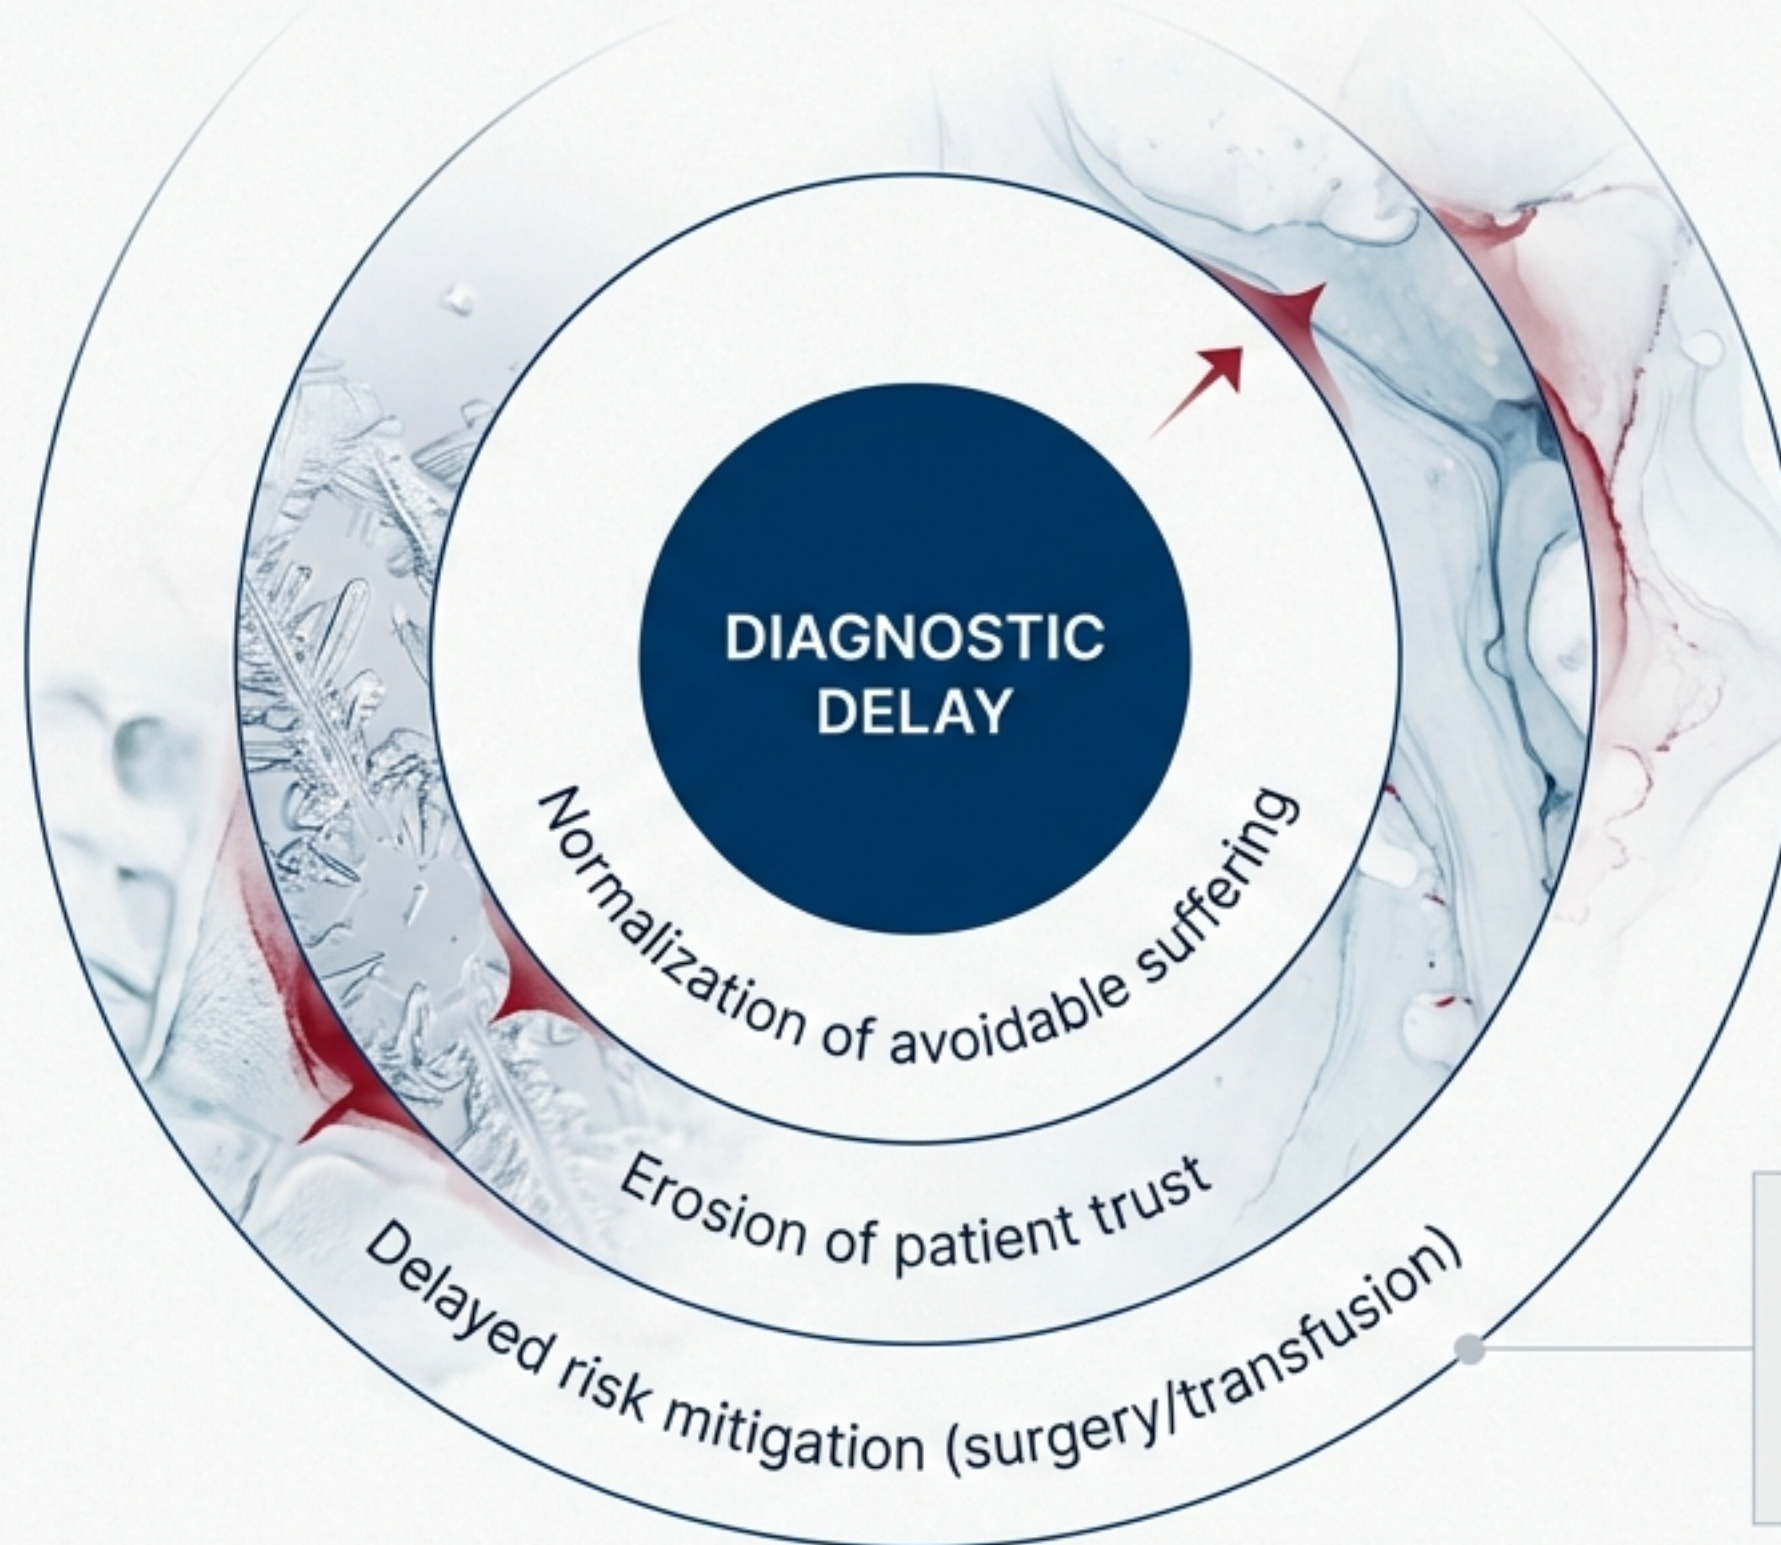 DIAGNOSTIC
DELAY
Normalization of avoidable suffering
Erosion of patient trust
Delayed risk mitigation (surgery/transfusion)